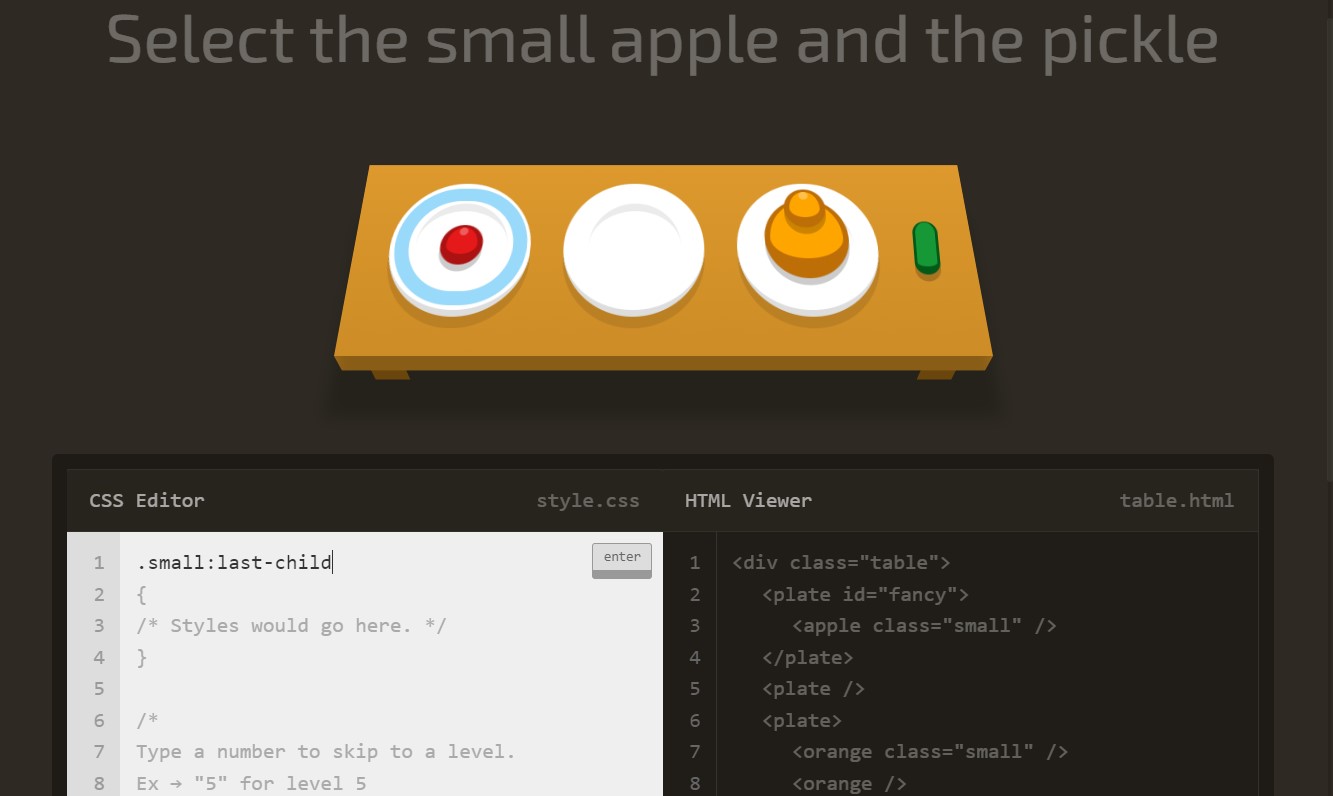 Select the small apple and the pickle
CSS Editor style.css
HTML Viewer table.html
1 .small:last-child enter
2 {
3 /* Styles would go here. */
4 }
5
6 /*
7 Type a number to skip to a level.
8 Ex → "5" for level 5
1 <div class="table">
2 <plate id="fancy">
3 <apple class="small" />
4 </plate>
5 <plate />
6 <plate>
7 <orange class="small" />
8 <orange />